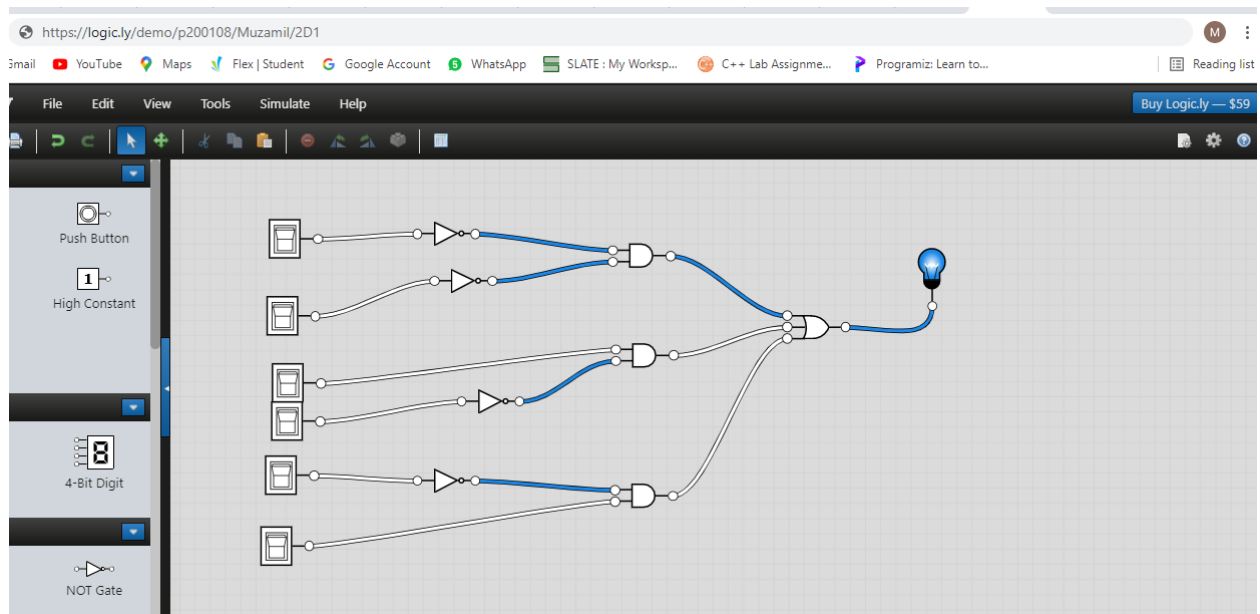 https://logic.ly/demo/p200108/Muzamil/2D1
M
YouTube Maps Flex | Student Google Account WhatsApp SLATE : My Worksp... C++ Lab Assignme... Programiz: Learn to... Reading list
File Edit View Tools Simulate Help Buy Logic.ly — $59
Push Button
1
High Constant
8
4-Bit Digit
NOT Gate